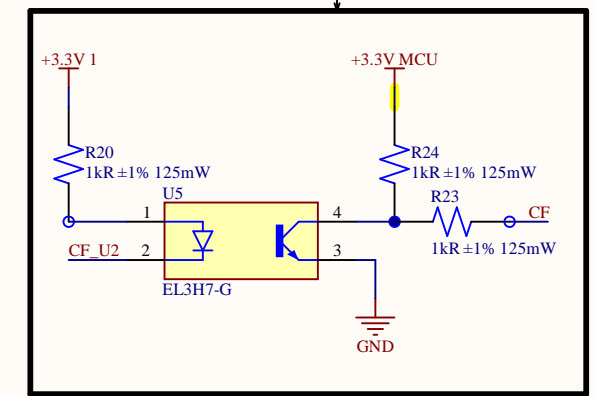 +3.3V 1
+3.3V MCU
R20
1kR ±1% 125mW
R24
1kR ±1% 125mW
U5
R23
1
4
CF
CF_U2
2
3
1kR ±1% 125mW
EL3H7-G
GND